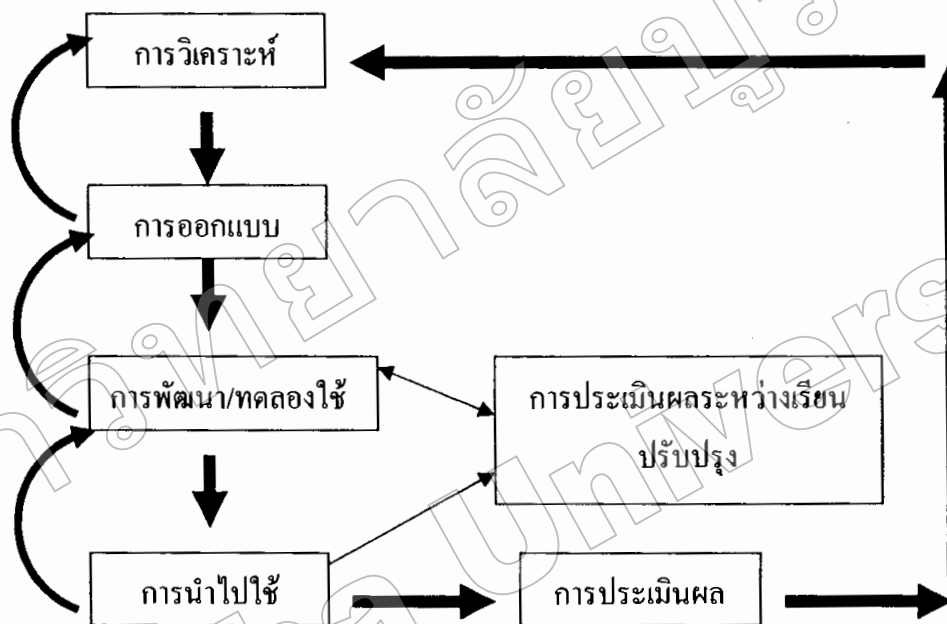 การวิเคราะห์
การออกแบบ
การพัฒนา/ทดลองใช้
การประเมินผลระหว่างเรียน
ปรับปรุง
การนำไปใช้
การประเมินผล